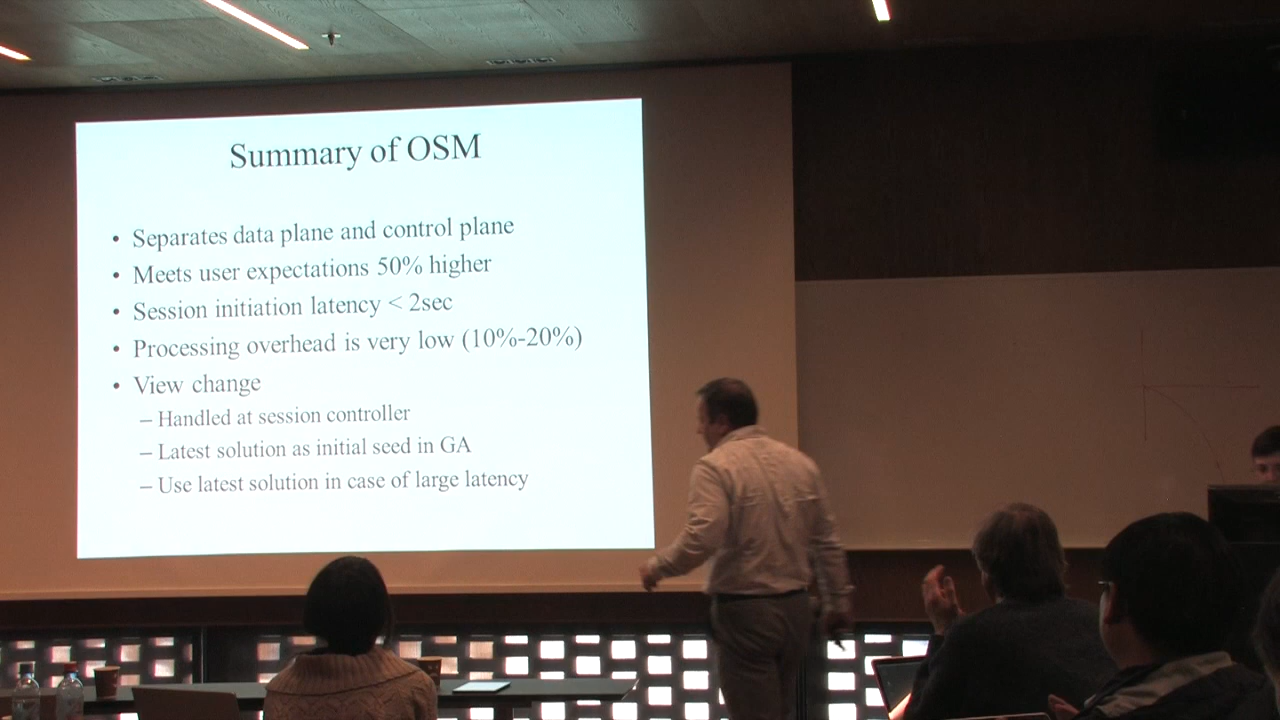 Summary of OSM
• Separates data plane and control plane
• Meets user expectations 50% higher
• Session initiation latency < 2sec
• Processing overhead is very low (10%-20%)
• View change
– Handled at session controller
– Latest solution as initial seed in GA
– Use latest solution in case of large latency